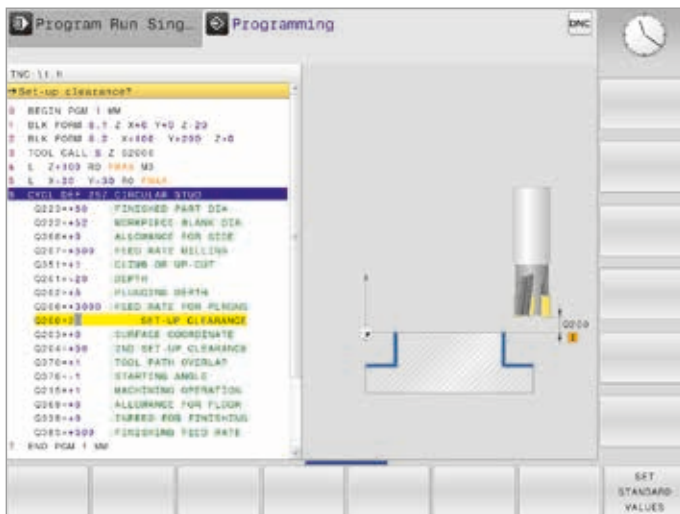 Program Run Sing…
Programming
DNC
TNC:\1.h
→Set-up clearance?
0 BEGIN PGM 1 MM
1 BLK FORM 0.1 Z X+0 Y+0 Z-20
2 BLK FORM 0.2 X+100 Y+200 Z+0
3 TOOL CALL 5 Z S2000
4 L Z+100 R0 FMAX M3
5 L X-30 Y-30 R0 FMAX
6 CYCL DEF 257 CIRCULAR STUD
Q223=+50 FINISHED PART DIA
Q222=+52 WORKPIECE BLANK DIA
Q368=+0 ALLOWANCE FOR SIDE
Q207=+500 FEED RATE MILLING
Q351=+1 CLIMB OR UP-CUT
Q201=-20 DEPTH
Q202=+5 PLUNGING DEPTH
Q206=+3000 FEED RATE FOR PLNGNG
Q200=2 SET-UP CLEARANCE
Q203=+0 SURFACE COORDINATE
Q204=+50 2ND SET-UP CLEARANCE
Q370=+1 TOOL PATH OVERLAP
Q376=-1 STARTING ANGLE
Q215=+1 MACHINING OPERATION
Q369=+0 ALLOWANCE FOR FLOOR
Q338=+0 INFEED FOR FINISHING
Q385=+500 FINISHING FEED RATE
7 END PGM 1 MM
Q200
SET
STANDARD
VALUES